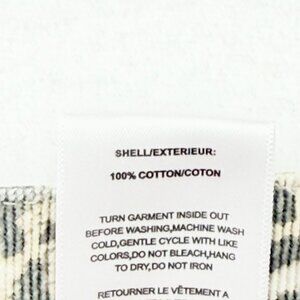 SHELL/EXTERIEUR:
100% COTTON/COTON
TURN GARMENT INSIDE OUT
BEFORE WASHING,MACHINE WASH
COLD,GENTLE CYCLE WITH LIKE
COLORS,DO NOT BLEACH,HANG
TO DRY,DO NOT IRON
RETOURNER LE VÊTEMENT A